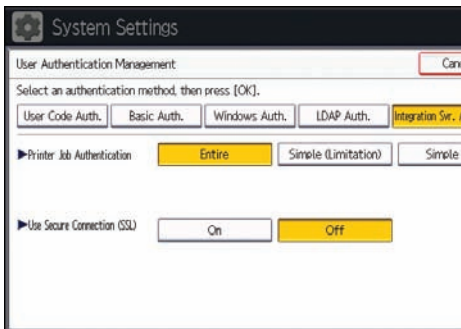 System Settings
User Authentication Management
Select an authentication method, then press [OK].
User Code Auth. Basic Auth. Windows Auth. LDAP Auth. Integration Svr.
▶Printer Job Authentication Entire Simple (Limitation) Simple
▶Use Secure Connection (SSL) On Off